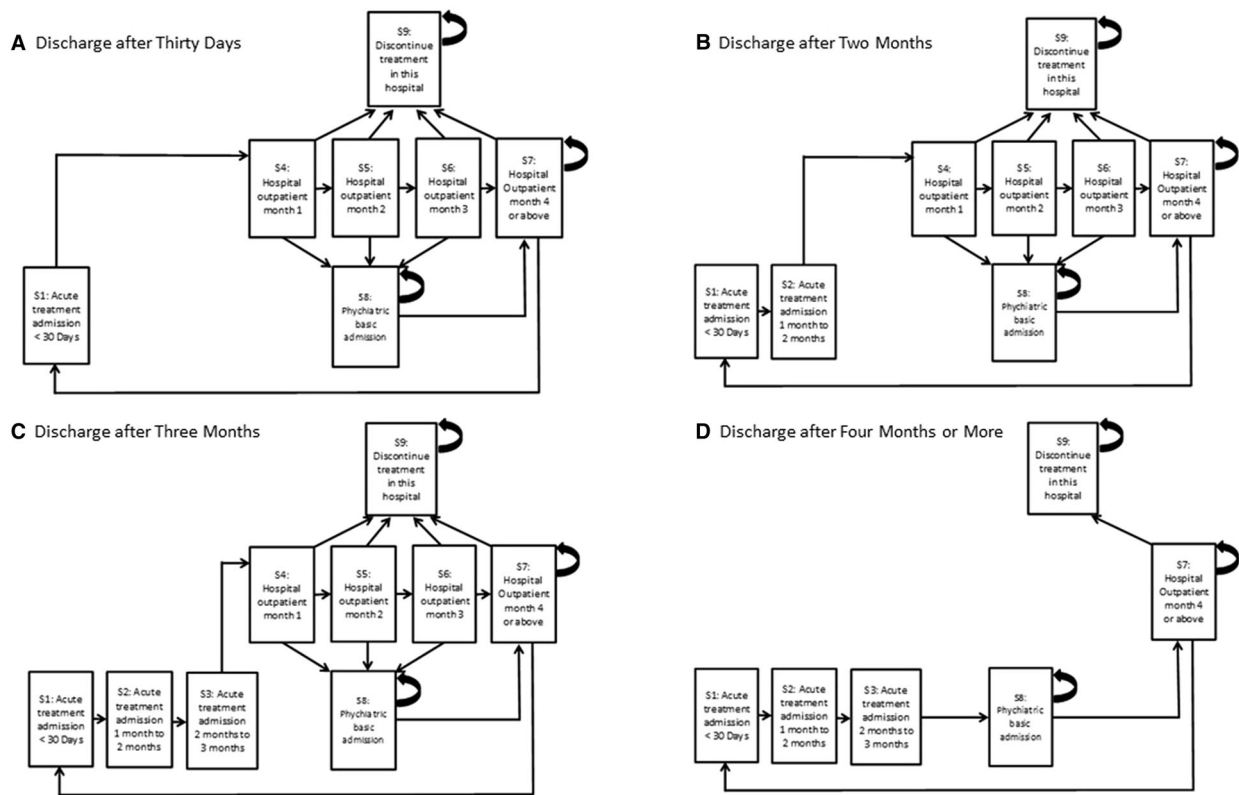 A Discharge after Thirty Days
S9:
Discontinue
treatment
in this
hospital
S4:
Hospital
outpatient
month 1
S5:
Hospital
outpatient
month 2
S6:
Hospital
outpatient
month 3
S7:
Hospital
Outpatient
month 4
or above
S1: Acute
treatment
admission
< 30 Days
S8:
Phychiatric
basic
admission
B Discharge after Two Months
S9:
Discontinue
treatment
in this
hospital
S4:
Hospital
outpatient
month 1
S5:
Hospital
outpatient
month 2
S6:
Hospital
outpatient
month 3
S7:
Hospital
Outpatient
month 4
or above
S1: Acute
treatment
admission
< 30 Days
S2: Acute
treatment
admission
1 month to
2 months
S8:
Phychiatric
basic
admission
C Discharge after Three Months
S9:
Discontinue
treatment
in this
hospital
S4:
Hospital
outpatient
month 1
S5:
Hospital
outpatient
month 2
S6:
Hospital
outpatient
month 3
S7:
Hospital
Outpatient
month 4
or above
S1: Acute
treatment
admission
< 30 Days
S2: Acute
treatment
admission
1 month to
2 months
S3: Acute
treatment
admission
2 months to
3 months
S8:
Phychiatric
basic
admission
D Discharge after Four Months or More
S9:
Discontinue
treatment
in this
hospital
S7:
Hospital
Outpatient
month 4
or above
S1: Acute
treatment
admission
< 30 Days
S2: Acute
treatment
admission
1 month to
2 months
S3: Acute
treatment
admission
2 months to
3 months
S8:
Phychiatric
basic
admission